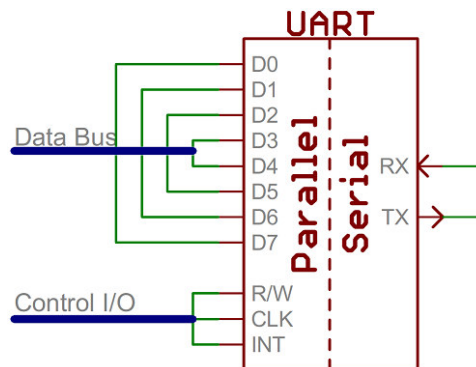 UART
D0
D1
D2
Data Bus
D3
D4
D5
D6
D7
Parallel
Serial
RX
TX
R/W
Control I/O
CLK
INT